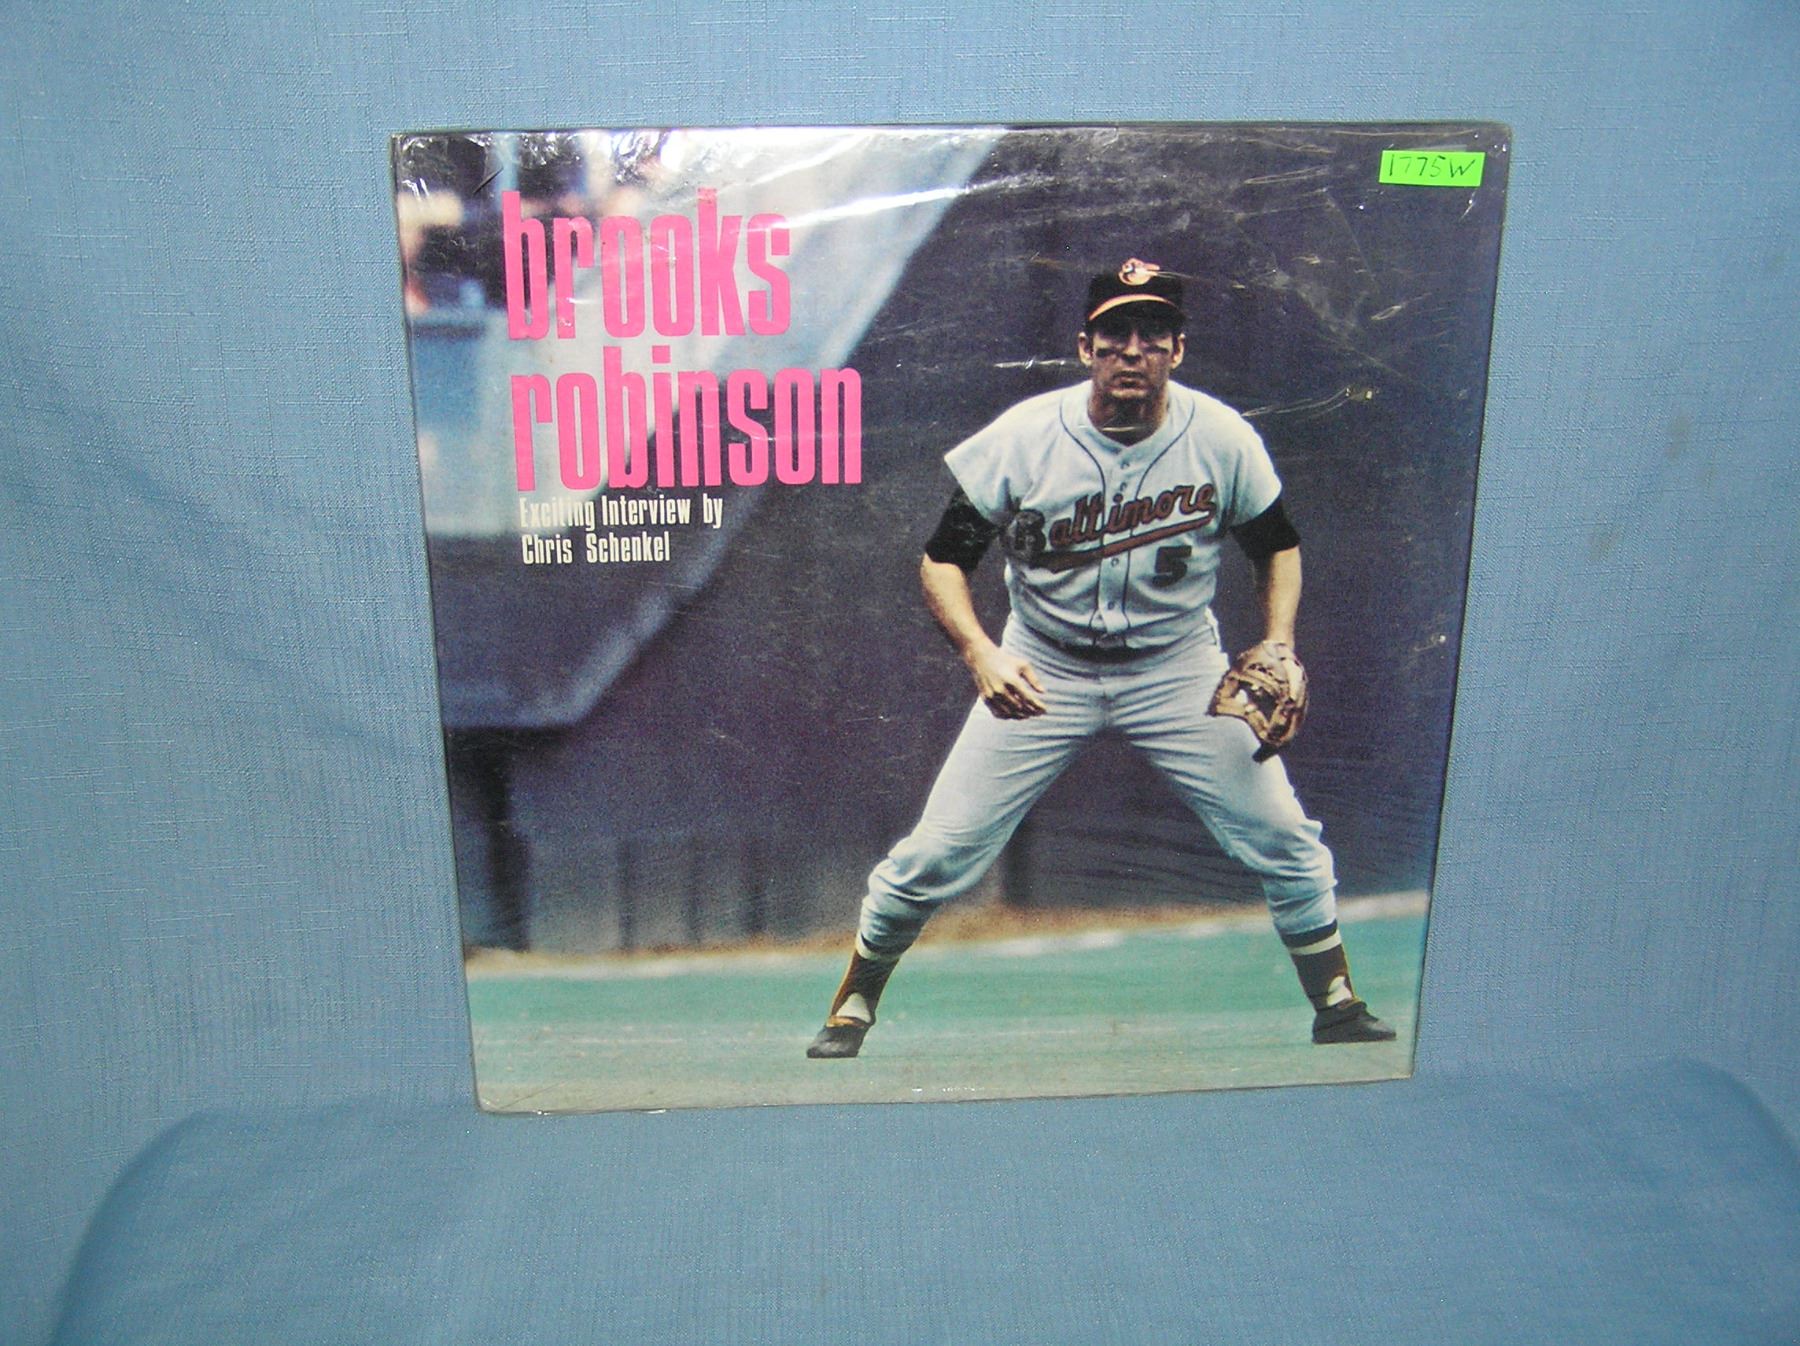 1775W
brooks
robinson
Exciting Interview by
Chris Schenkel
Baltimore
5